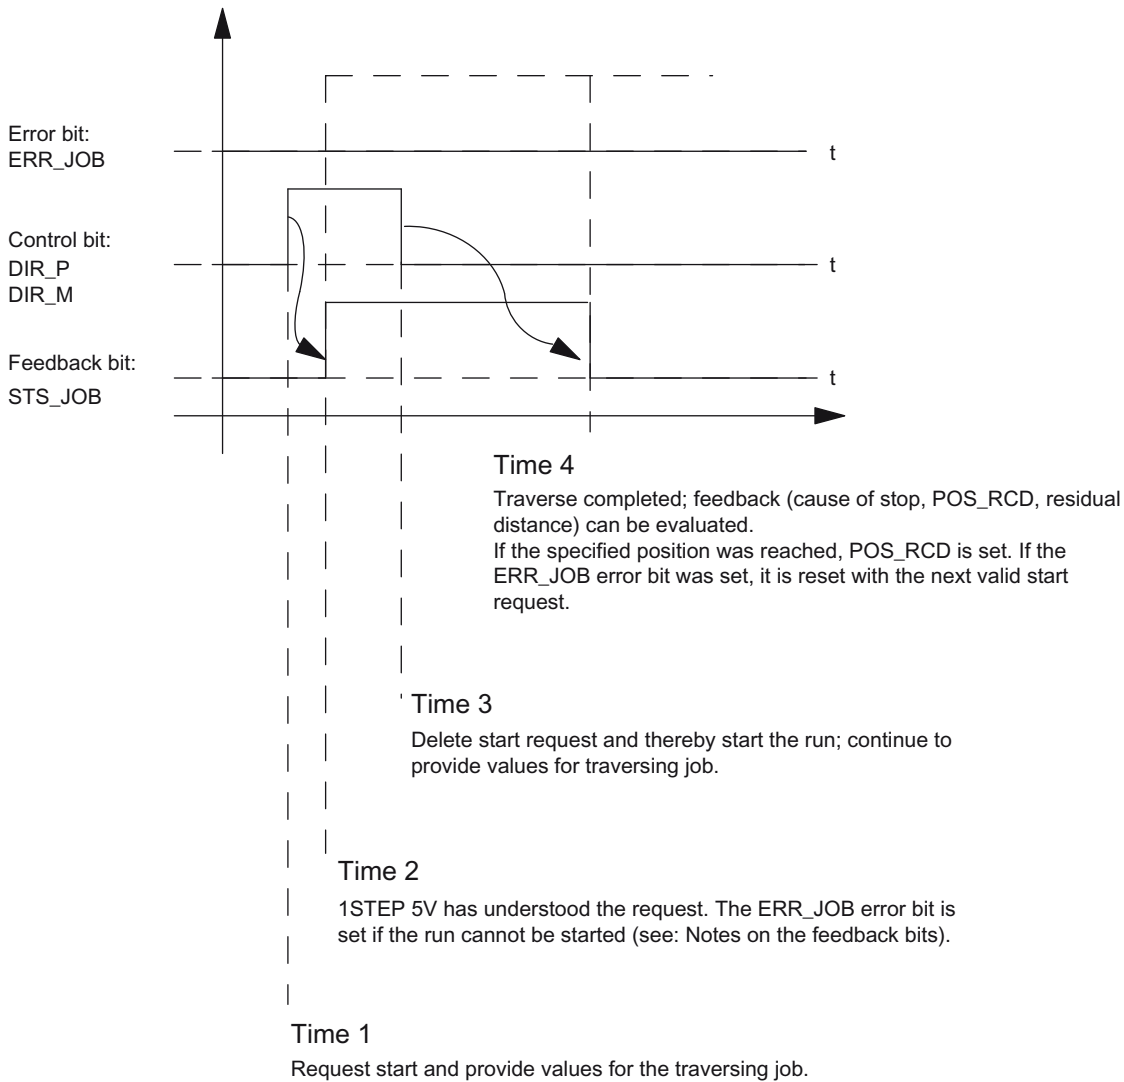 Error bit:
ERR_JOB
t
Control bit:
DIR_P
t
DIR_M
Feedback bit:
t
STS_JOB
Time 4
Traverse completed; feedback (cause of stop, POS_RCD, residual
distance) can be evaluated.
If the specified position was reached, POS_RCD is set. If the
ERR_JOB error bit was set, it is reset with the next valid start
request.
Time 3
Delete start request and thereby start the run; continue to
provide values for traversing job.
Time 2
1STEP 5V has understood the request. The ERR_JOB error bit is
set if the run cannot be started (see: Notes on the feedback bits).
Time 1
Request start and provide values for the traversing job.